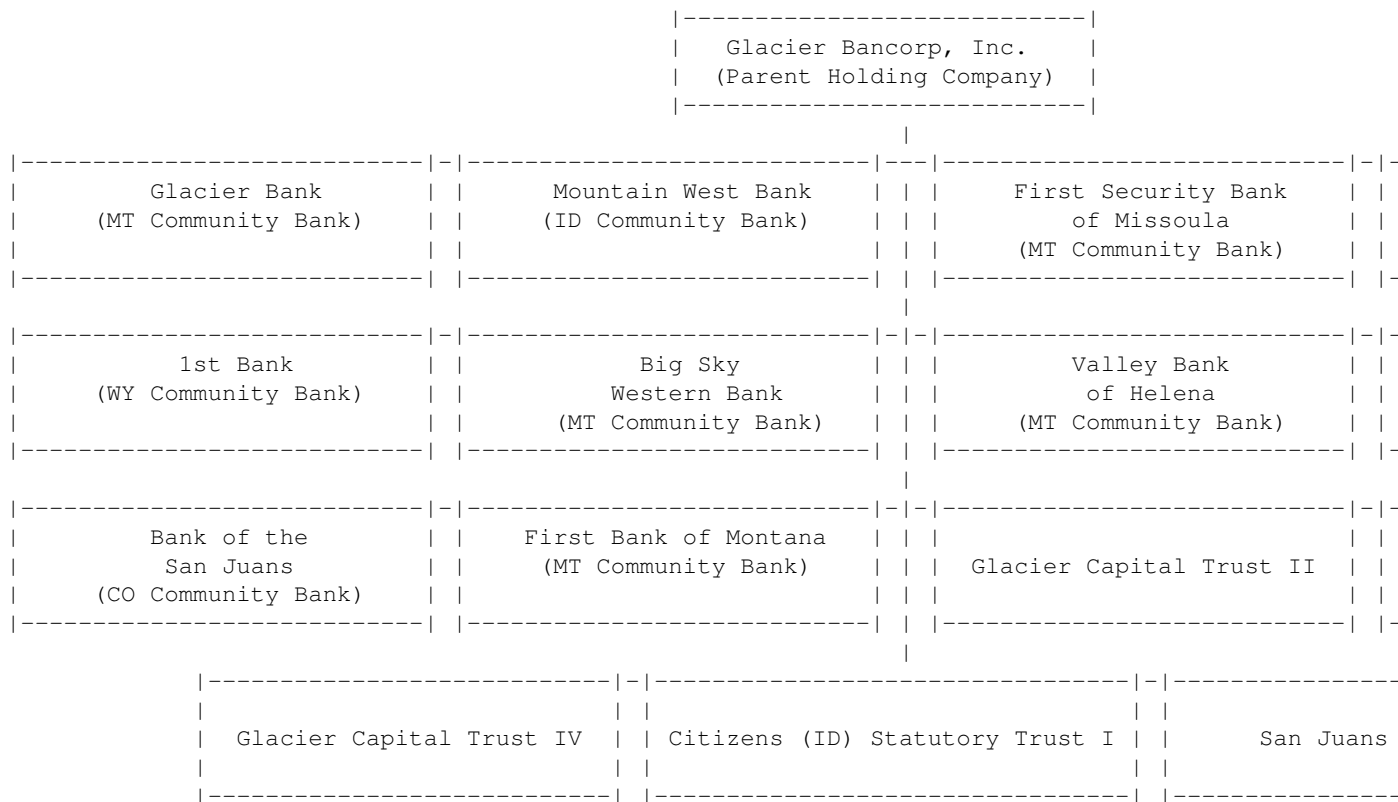 Glacier Bancorp, Inc.
(Parent Holding Company)
Glacier Bank
(MT Community Bank)
Mountain West Bank
(ID Community Bank)
First Security Bank
of Missoula
(MT Community Bank)
1st Bank
(WY Community Bank)
Big Sky
Western Bank
(MT Community Bank)
Valley Bank
of Helena
(MT Community Bank)
Bank of the
San Juans
(CO Community Bank)
First Bank of Montana
(MT Community Bank)
Glacier Capital Trust II
Glacier Capital Trust IV
Citizens (ID) Statutory Trust I
San Juans